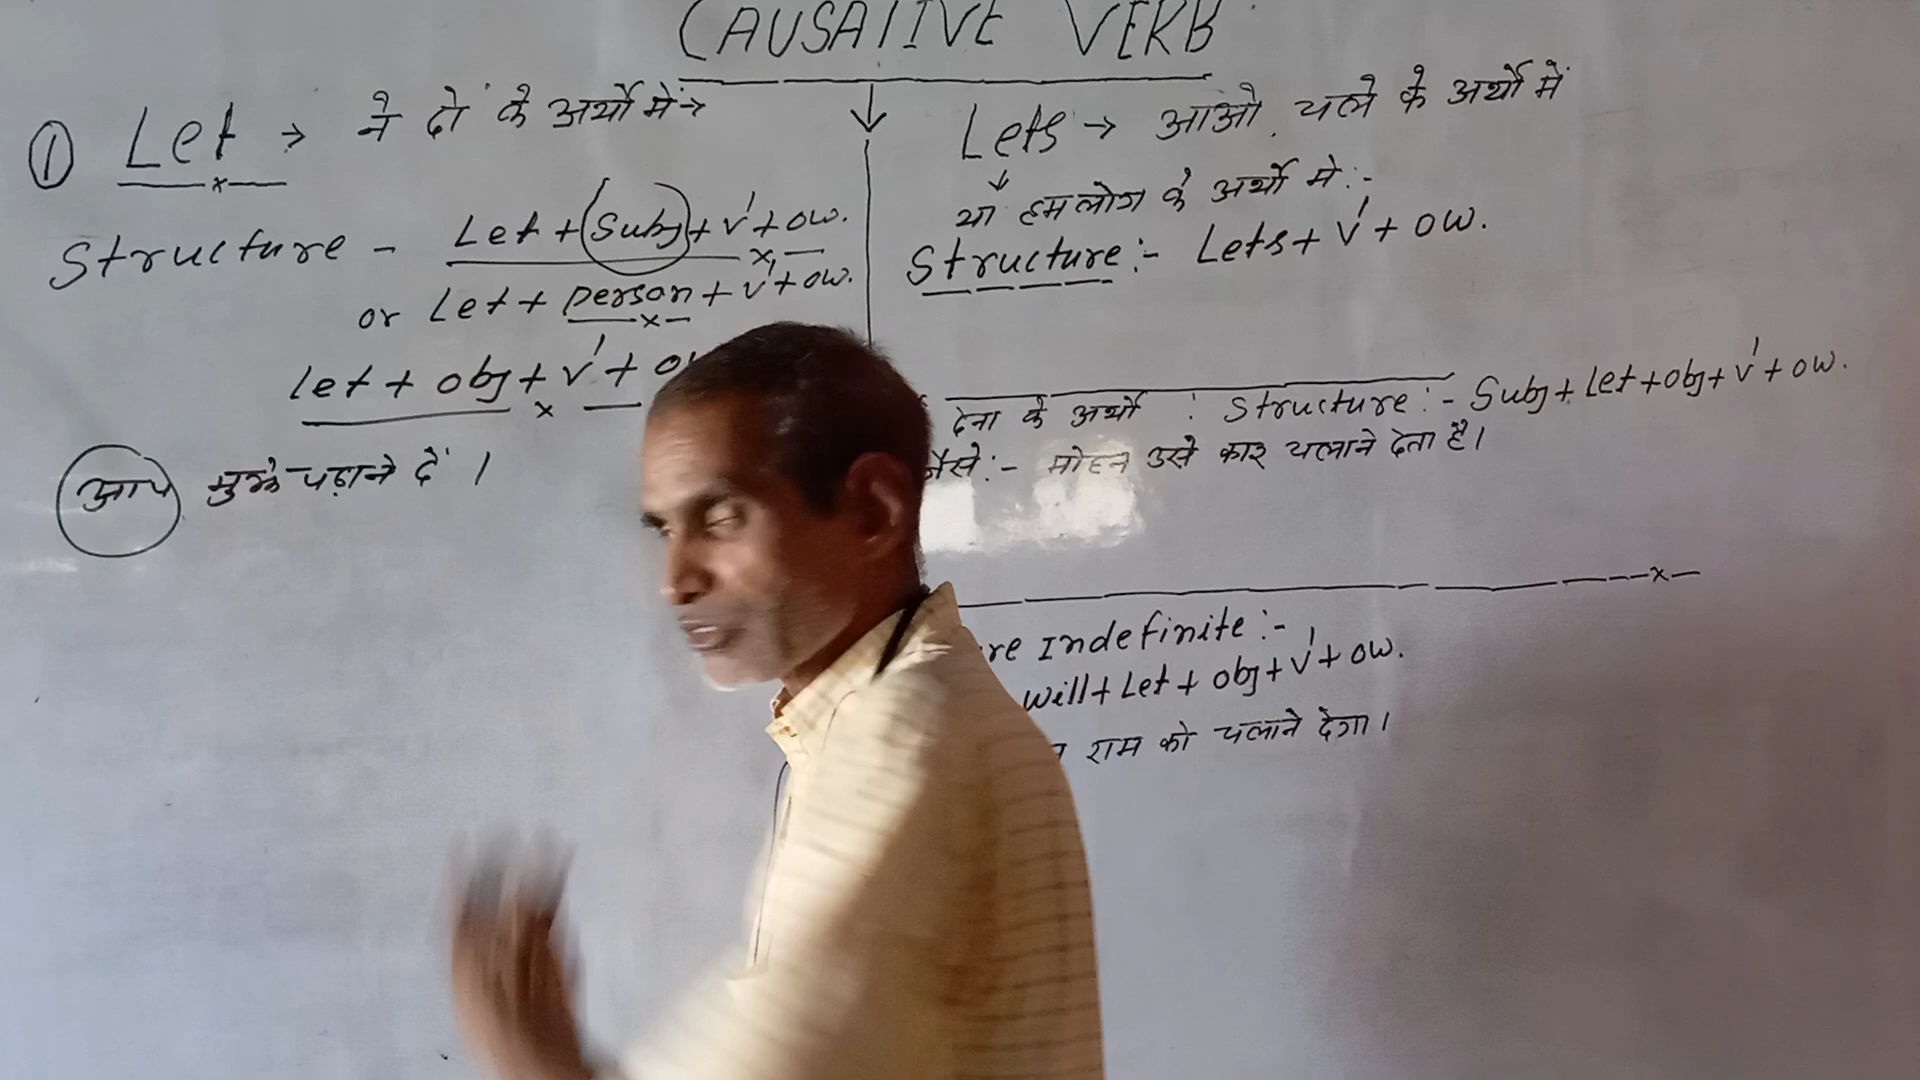 CAUSATIVE VERB
① Let → ने दो के अर्थो में →
Structure - Let + (Subj) + V¹ + ow.
or Let + person + V¹ + ow.
Let + obj + V¹ +
आप मुझे पढ़ाने दें ।
Lets → आओ, चले के अर्थो में
या हमलोग के अर्थो मे :-
Structure :- Lets + V¹ + ow.
देना के अर्थो : Structure :- Subj + Let + obj + V¹ + ow.
जैसे :- मोहन उसे कार चलाने देता है।
Indefinite :-
will + Let + obj + V¹ + ow.
राम को चलाने देगा।